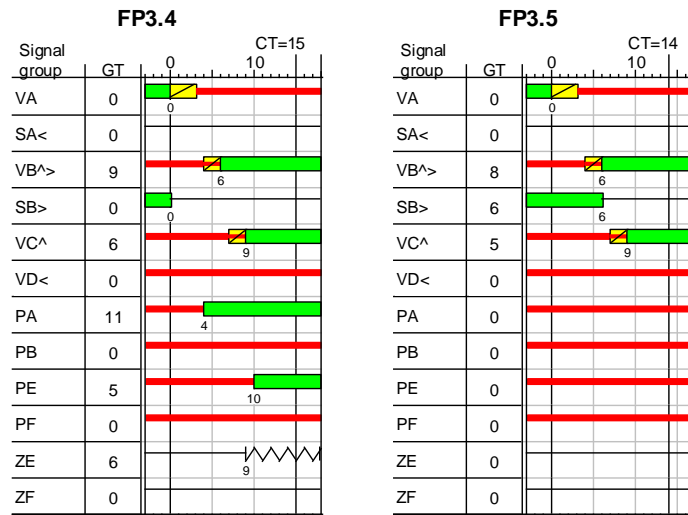 FP3.4
Signal group GT 0 10 CT=15
VA 0 0
SA< 0
VB^> 9 6
SB> 0 0
VC^ 6 9
VD< 0
PA 11 4
PB 0
PE 5 10
PF 0
ZE 6 9
ZF 0
FP3.5
Signal group GT 0 10 CT=14
VA 0 0
SA< 0
VB^> 8 6
SB> 6 6
VC^ 5 9
VD< 0
PA 0
PB 0
PE 0
PF 0
ZE 0
ZF 0